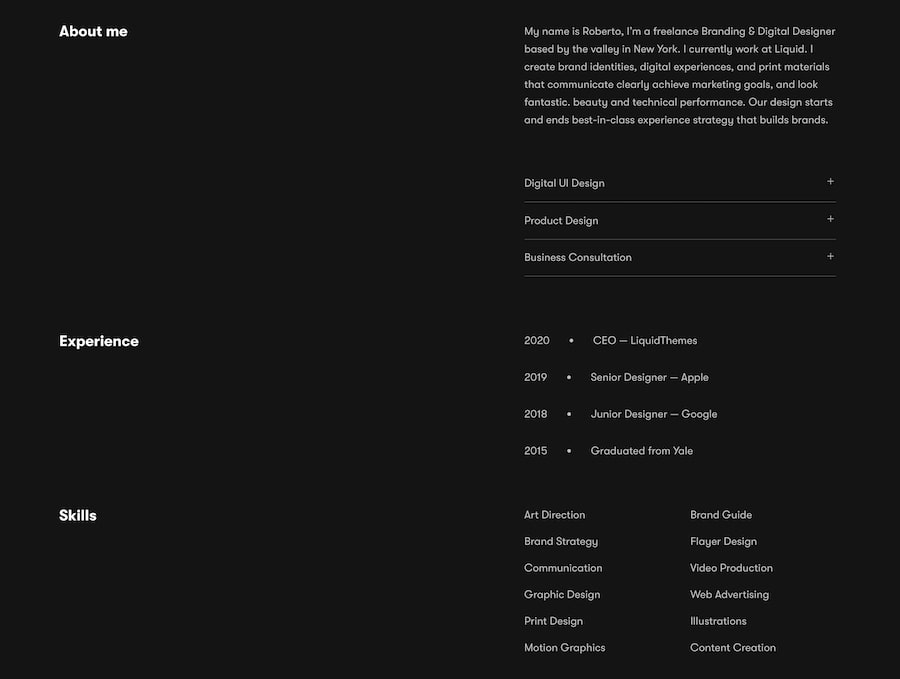 About me
My name is Roberto, I'm a freelance Branding & Digital Designer
based by the valley in New York. I currently work at Liquid. I
create brand identities, digital experiences, and print materials
that communicate clearly achieve marketing goals, and look
fantastic. beauty and technical performance. Our design starts
and ends best-in-class experience strategy that builds brands.
Digital UI Design +
Product Design +
Business Consultation +
Experience
2020 • CEO — LiquidThemes
2019 • Senior Designer — Apple
2018 • Junior Designer — Google
2015 • Graduated from Yale
Skills
Art Direction
Brand Strategy
Communication
Graphic Design
Print Design
Motion Graphics
Brand Guide
Flayer Design
Video Production
Web Advertising
Illustrations
Content Creation